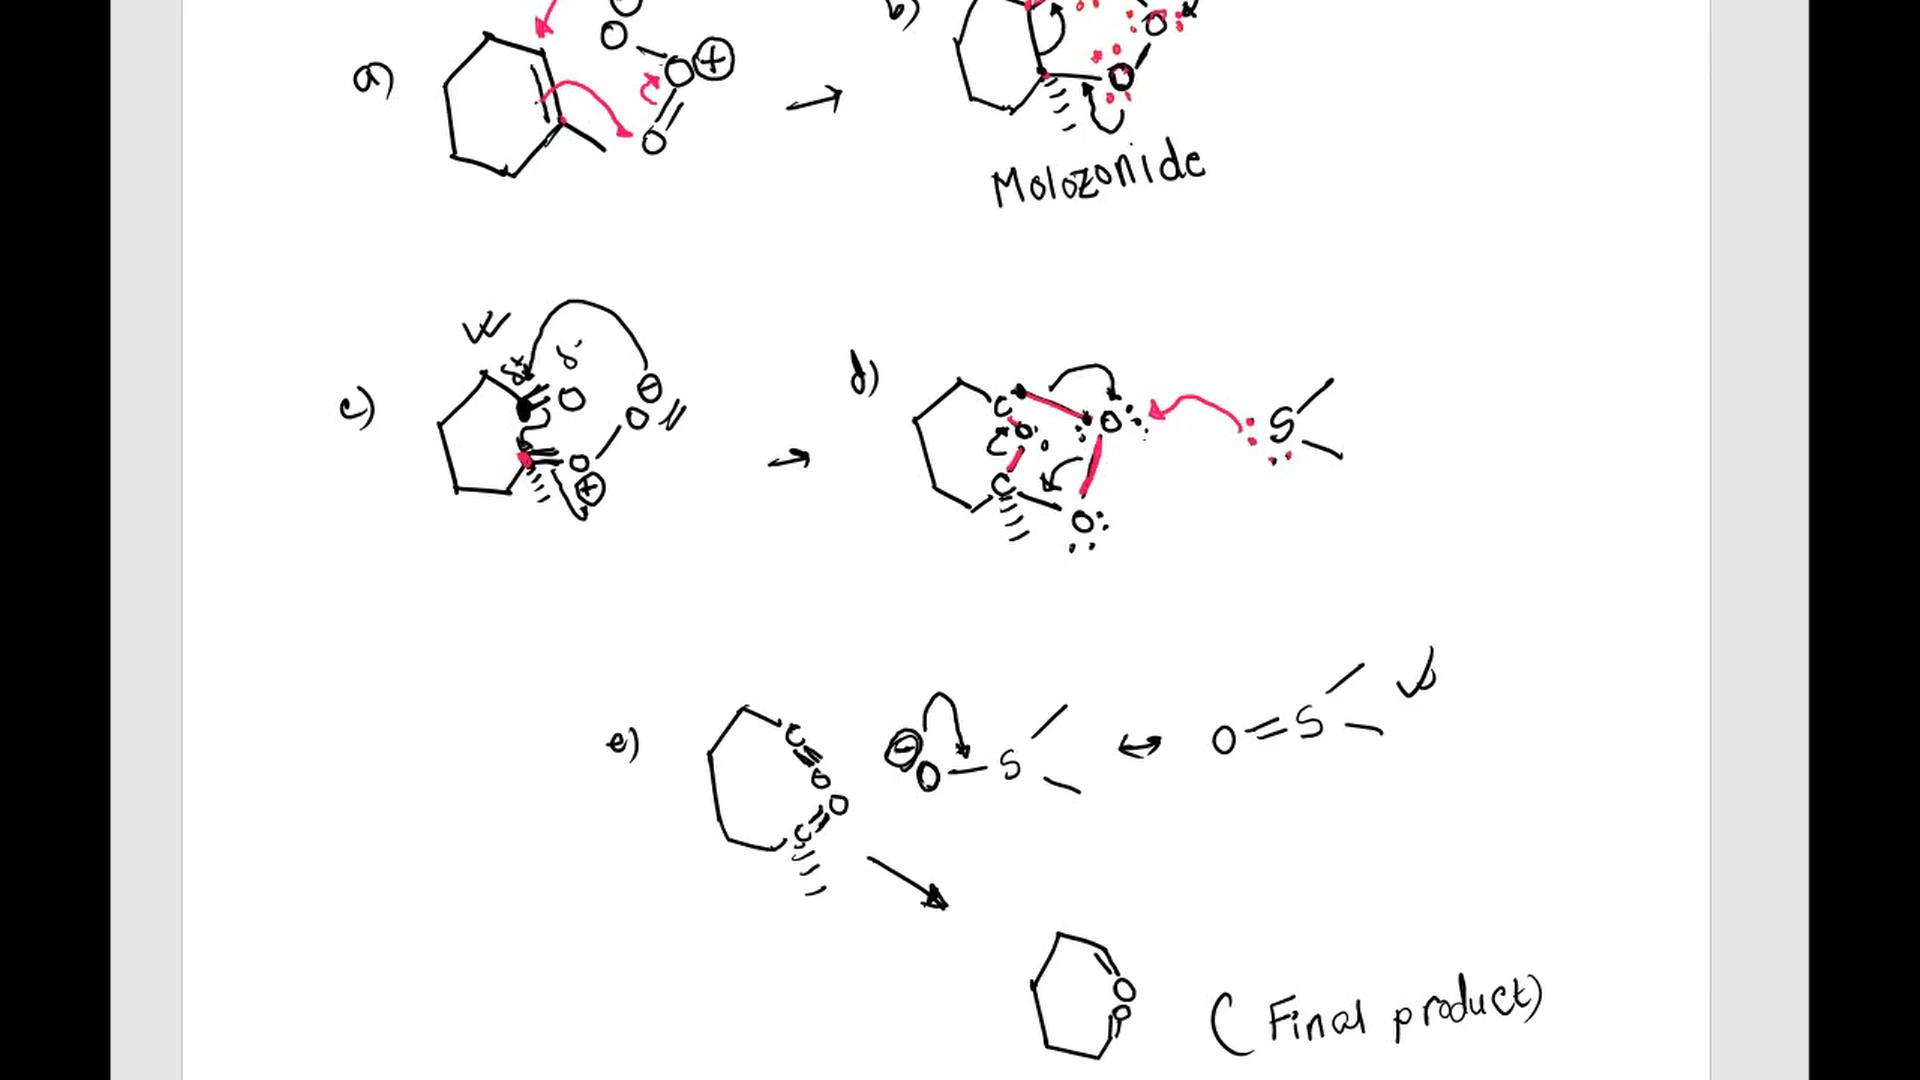 a)
b)
Molozonide
c)
d)
e)
(Final product)